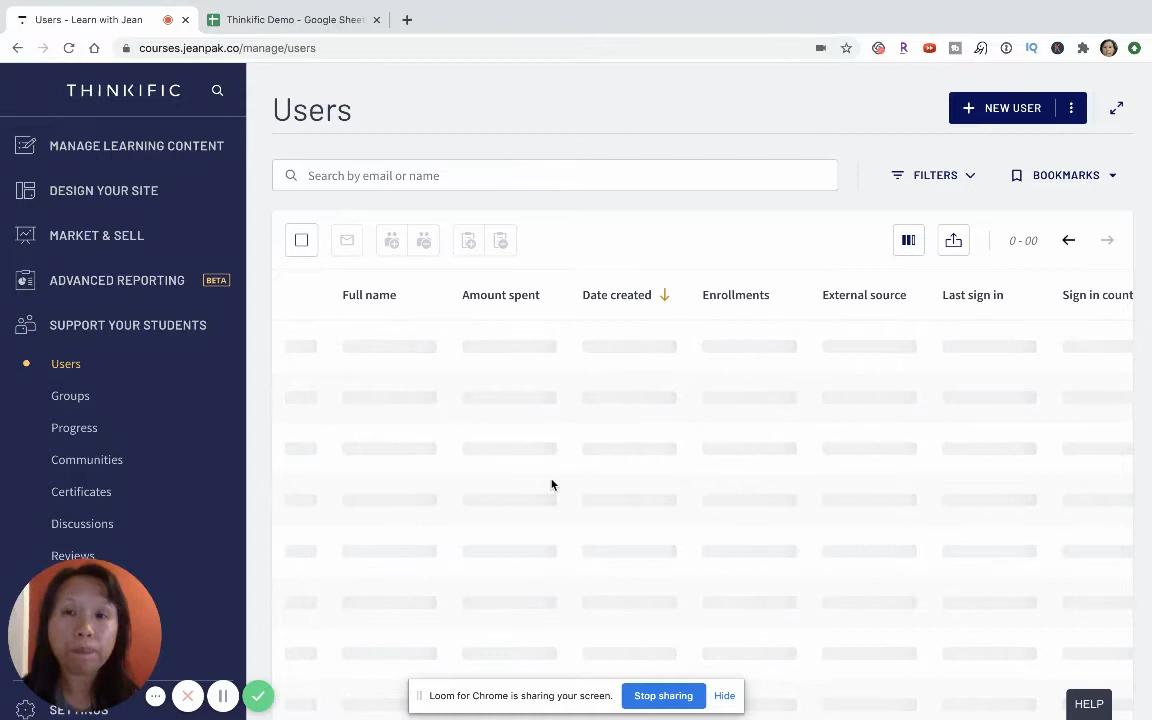 Users - Learn with Jean
Thinkific Demo - Google Sheet
courses.jeanpak.co/manage/users
THINKIFIC
MANAGE LEARNING CONTENT
DESIGN YOUR SITE
MARKET & SELL
ADVANCED REPORTING BETA
SUPPORT YOUR STUDENTS
Users
Groups
Progress
Communities
Certificates
Discussions
Reviews
SETTINGS
Users
NEW USER
Search by email or name
FILTERS
BOOKMARKS
0 - 00
Full name Amount spent Date created Enrollments External source Last sign in Sign in count
Loom for Chrome is sharing your screen. Stop sharing Hide
HELP